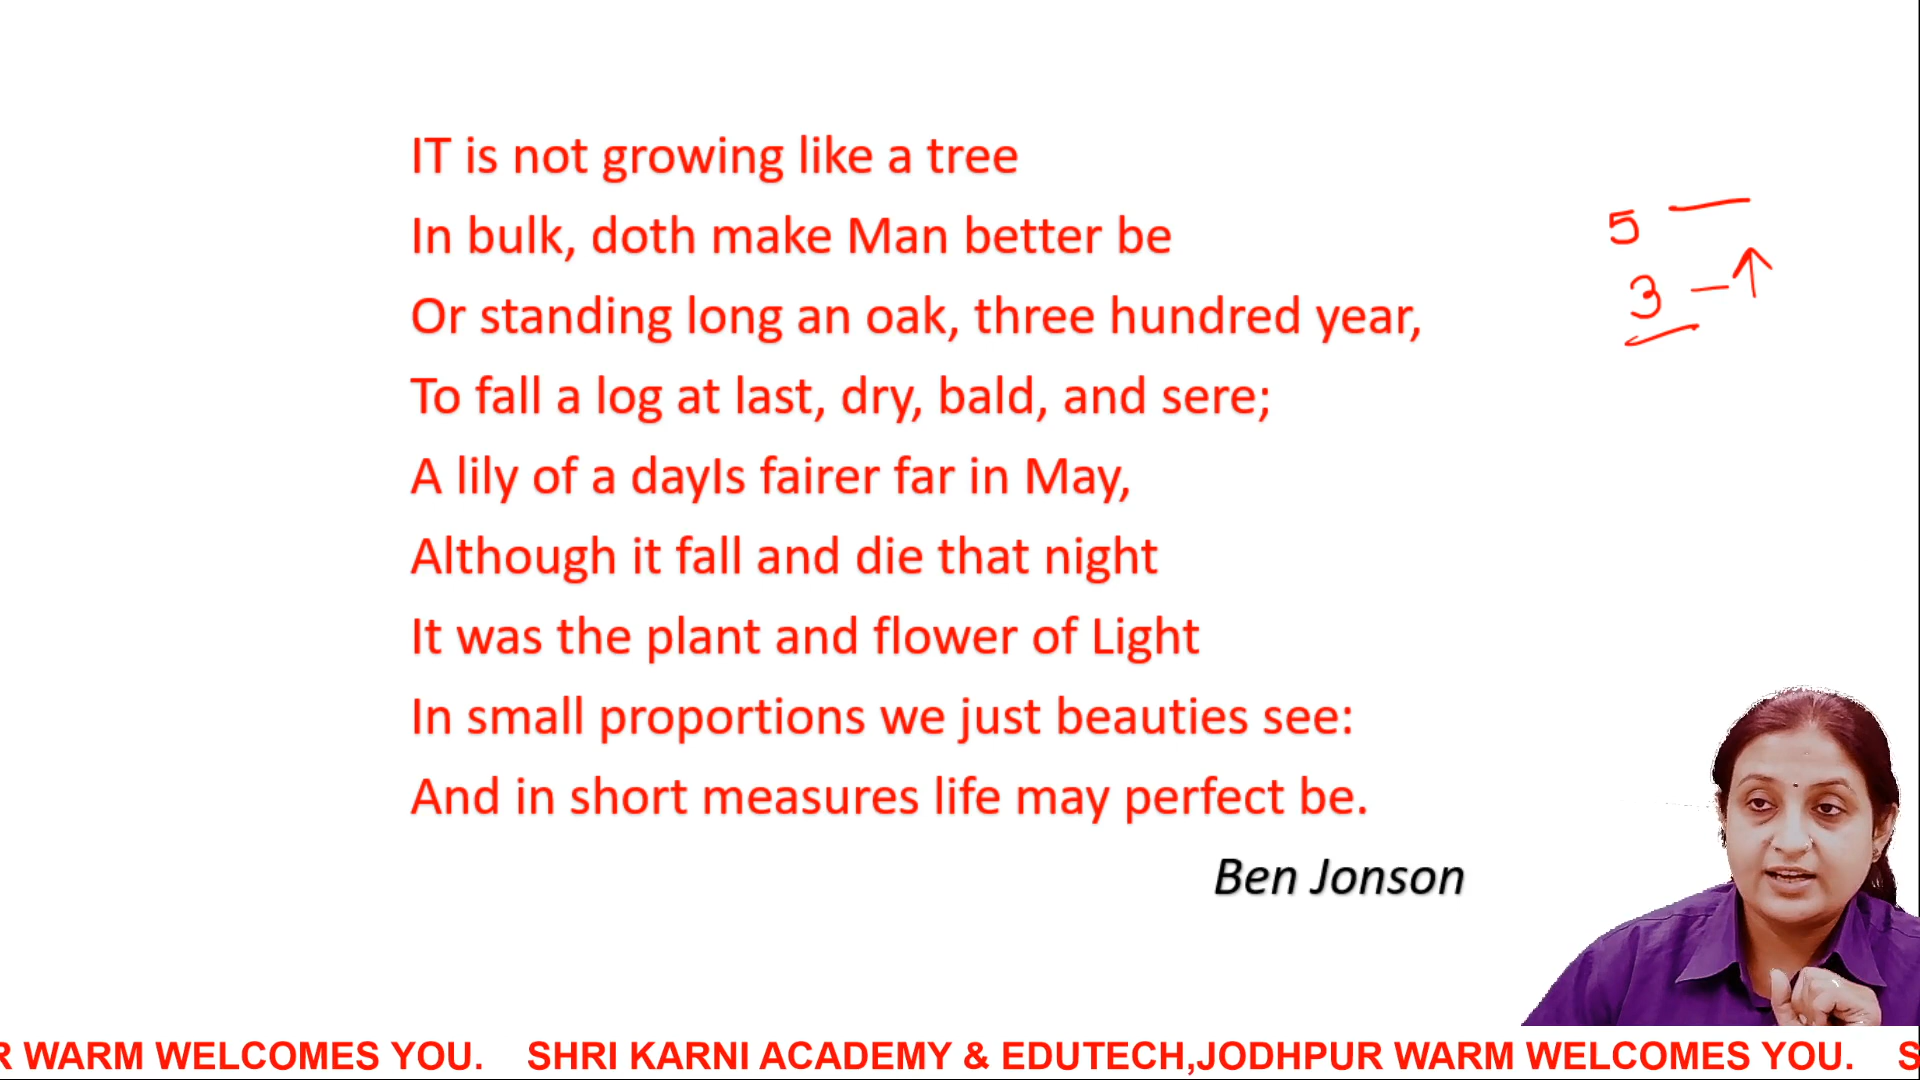 IT is not growing like a tree
In bulk, doth make Man better be
Or standing long an oak, three hundred year,
To fall a log at last, dry, bald, and sere;
A lily of a dayIs fairer far in May,
Although it fall and die that night
It was the plant and flower of Light
In small proportions we just beauties see:
And in short measures life may perfect be.
Ben Jonson
5 —
3 –↑
R WARM WELCOMES YOU. SHRI KARNI ACADEMY & EDUTECH,JODHPUR WARM WELCOMES YOU. S